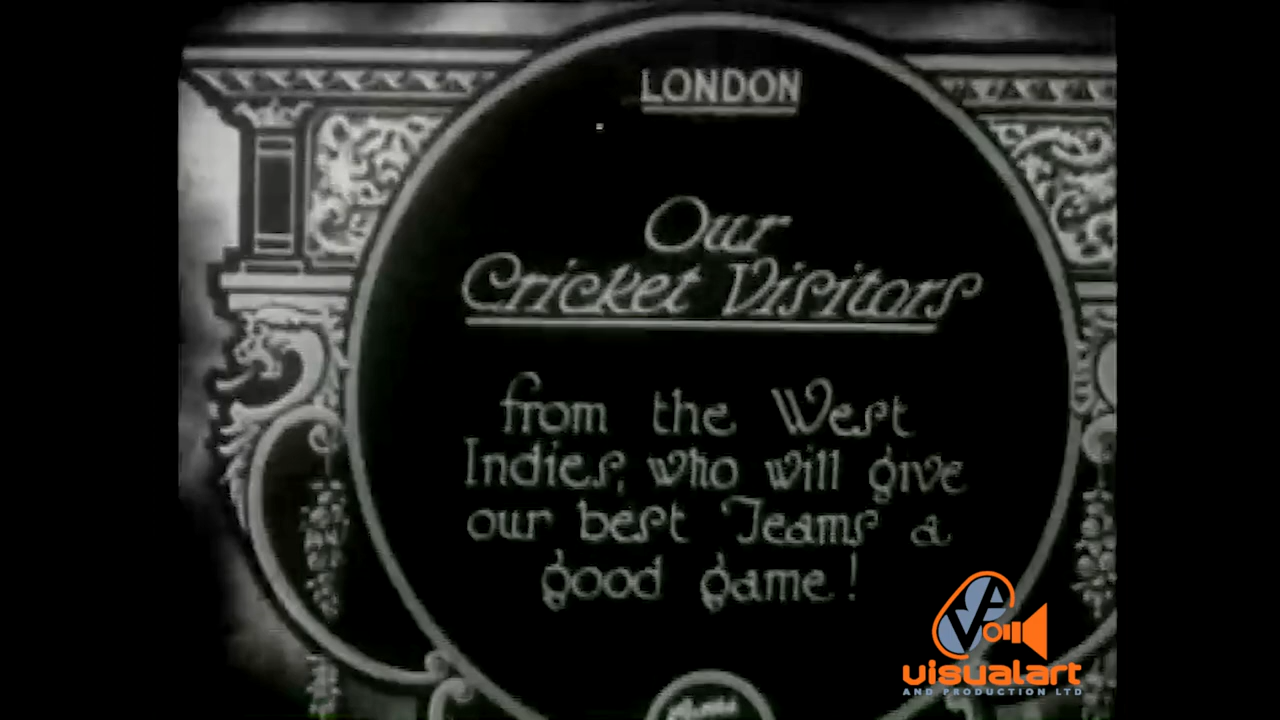 LONDON
Our
Cricket Visitors
from the West
Indies, who will give
our best Teams a
good game!
VA
visualart
AND PRODUCTION LTD